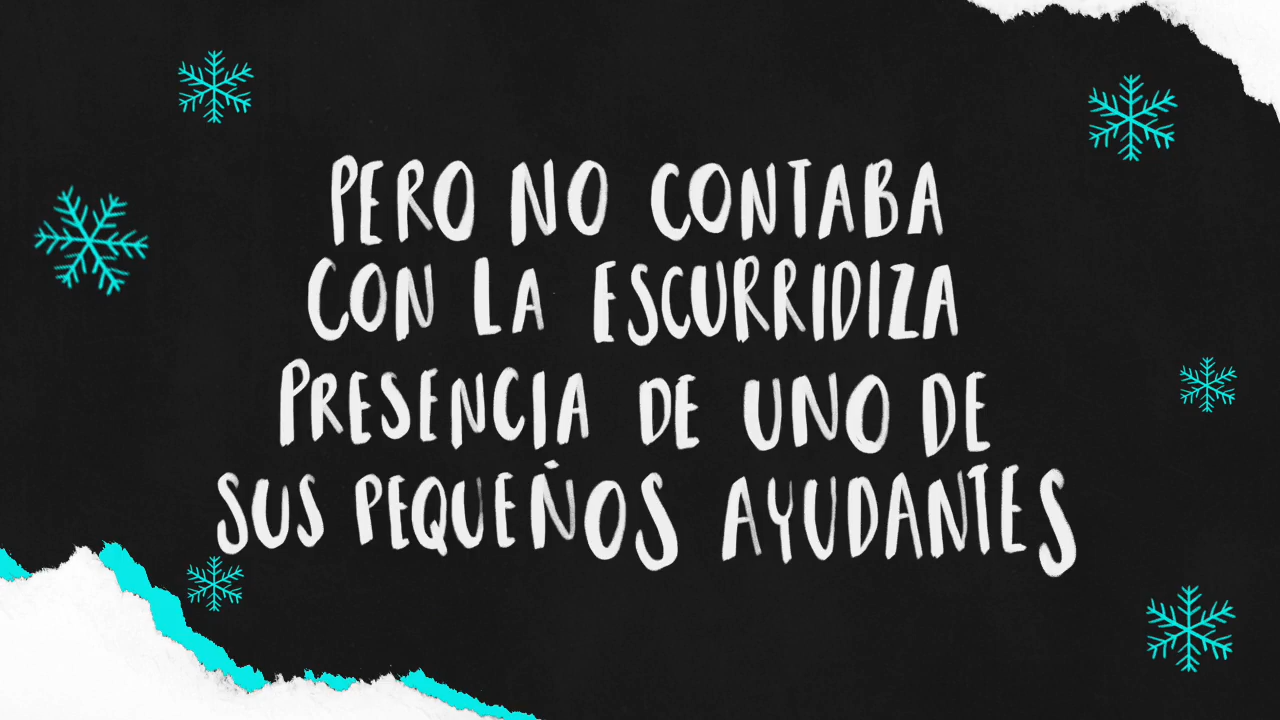 PERO NO CONTABA
CON LA ESCURRIDIZA
PRESENCIA DE UNO DE
SUS PEQUEÑOS AYUDANTES